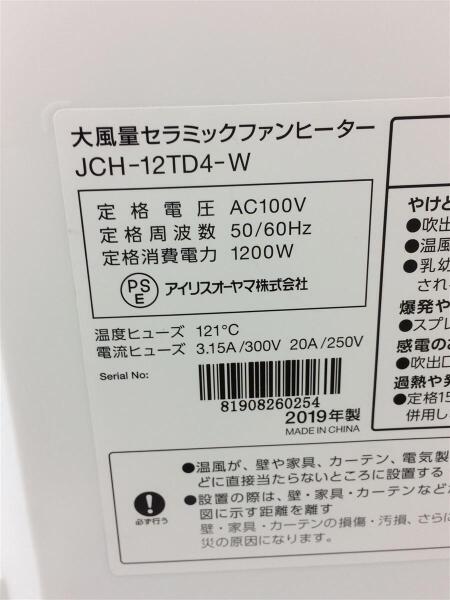 大風量セラミックファンヒーター
JCH-12TD4-W
定格電圧 AC100V
定格周波数 50/60Hz
定格消費電力 1200W
PSE アイリスオーヤマ株式会社
温度ヒューズ 121°C
電流ヒューズ 3.15A/300V 20A/250V
Serial No:
81908260254
2019年製
MADE IN CHINA
やけど
●吹出
●温風
●乳幼
され
爆発や
●スプレ
感電のお
●吹出口
過熱や発
●定格15
併用し
●温風が、壁や家具、カーテン、電気製
どに直接当たらないところに設置する
●設置の際は、壁・家具・カーテンなどか
図に示す距離を離す
壁・家具・カーテンの損傷・汚損、さらに
災の原因になります。
必ず行う